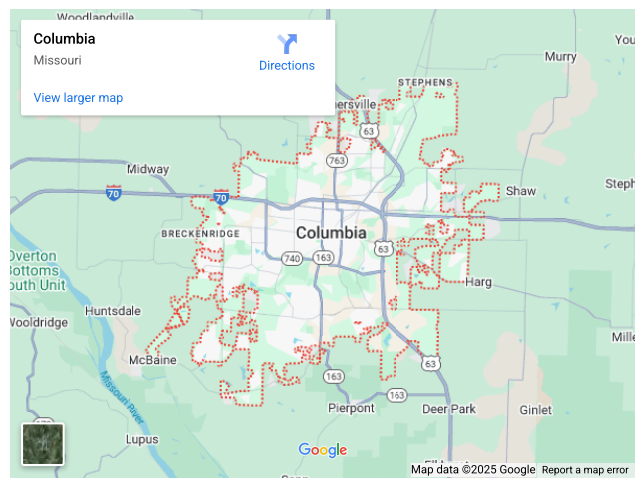 Woodlandville
Columbia
Missouri
Directions
View larger map
Murry
STEPHENS
63
763
Midway
70
70
Shaw
BRECKENRIDGE
Columbia
63
740
163
Overton
Bottoms
South Unit
Harg
Huntsdale
Wooldridge
McBaine
63
163
163
Pierpont
Deer Park
Ginlet
Missouri River
Lupus
Google
Map data ©2025 Google
Report a map error